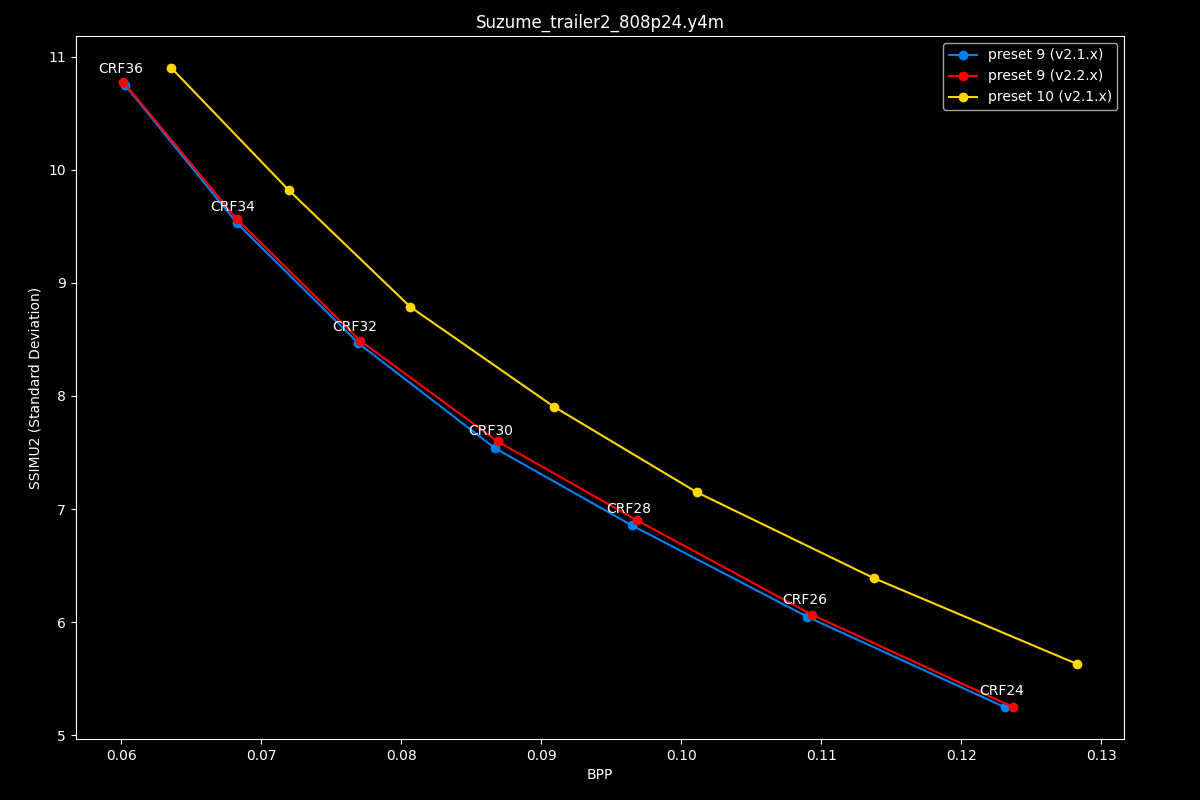 Suzume_trailer2_808p24.y4m
preset 9 (v2.1.x)
preset 9 (v2.2.x)
preset 10 (v2.1.x)
CRF36
CRF34
CRF32
CRF30
CRF28
CRF26
CRF24
11
10
9
8
7
6
5
SSIMU2 (Standard Deviation)
0.06 0.07 0.08 0.09 0.10 0.11 0.12 0.13
BPP